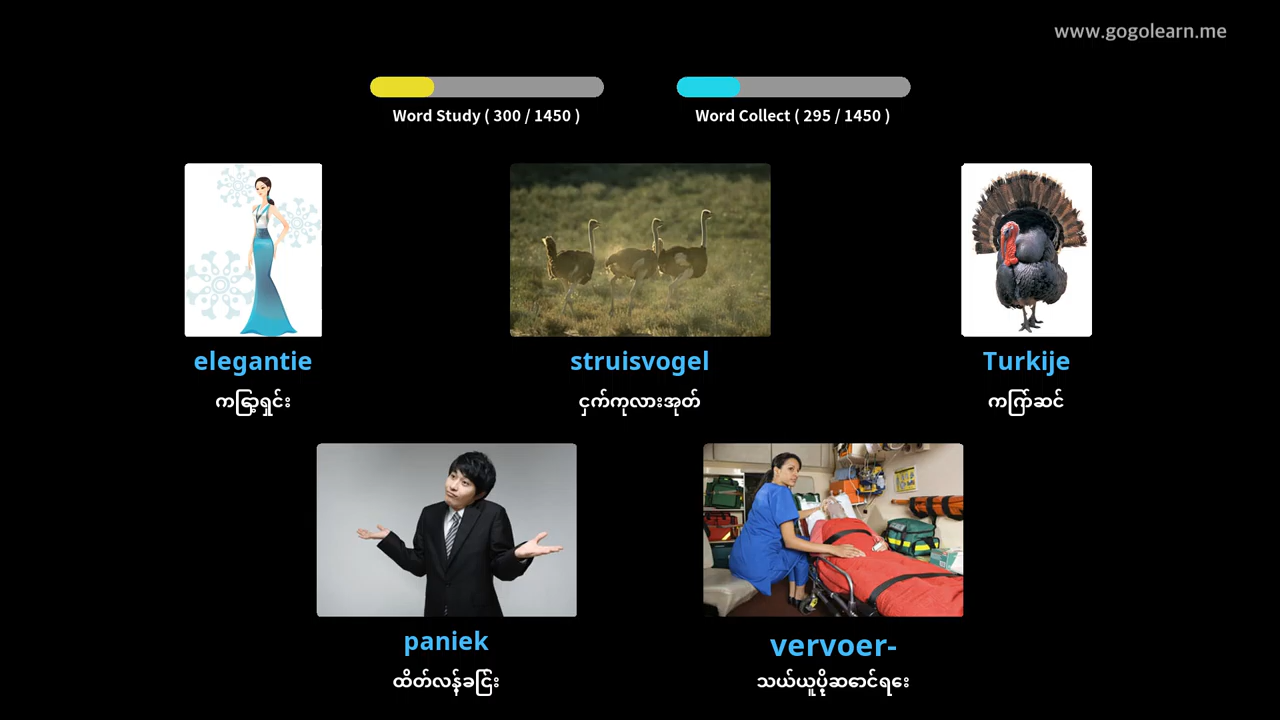 www.gogolearn.me
Word Study ( 300 / 1450 )
Word Collect ( 295 / 1450 )
elegantie
ကြော့ရှင်း
struisvogel
ငှက်ကုလားအုတ်
Turkije
ကြက်ဆင်
paniek
ထိတ်လန့်ခြင်း
vervoer-
သယ်ယူပို့ဆောင်ရေး